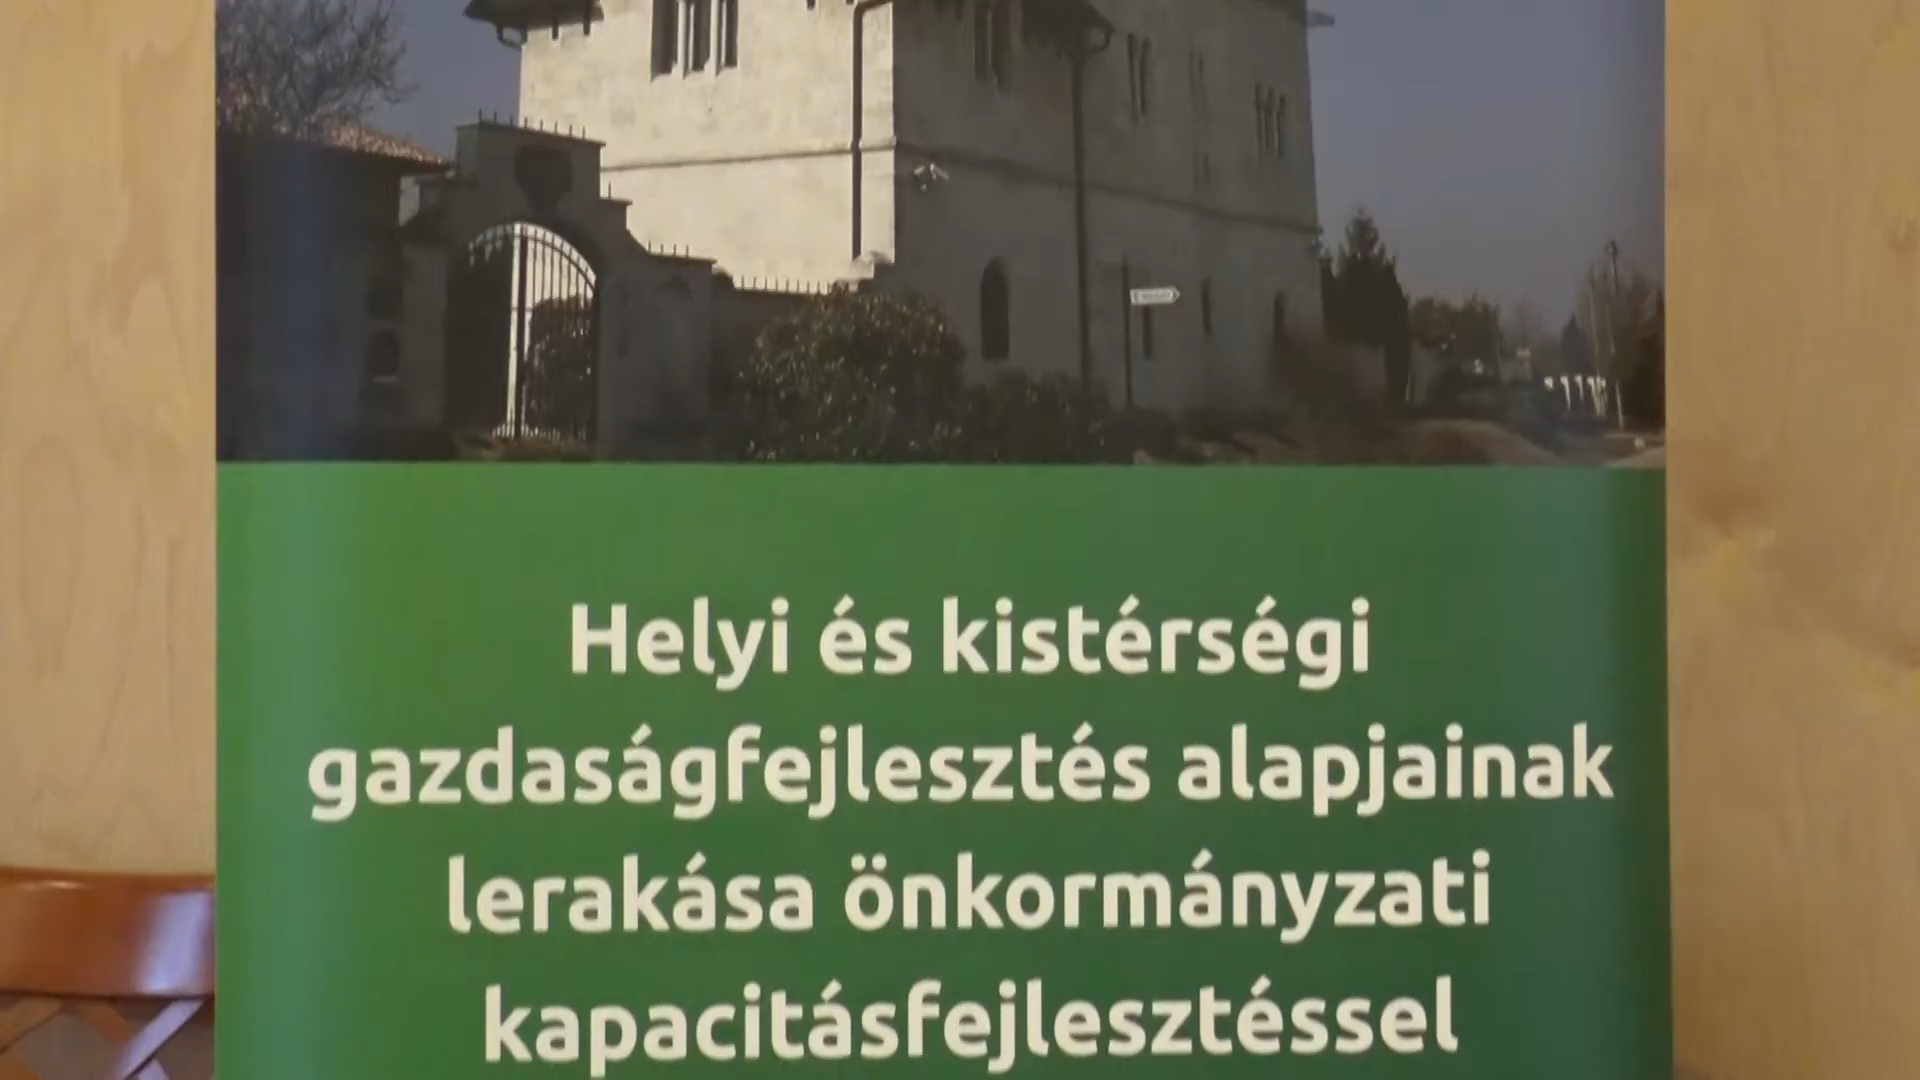 Helyi és kistérségi
gazdaságfejlesztés alapjainak
lerakása önkormányzati
kapacitásfejlesztéssel